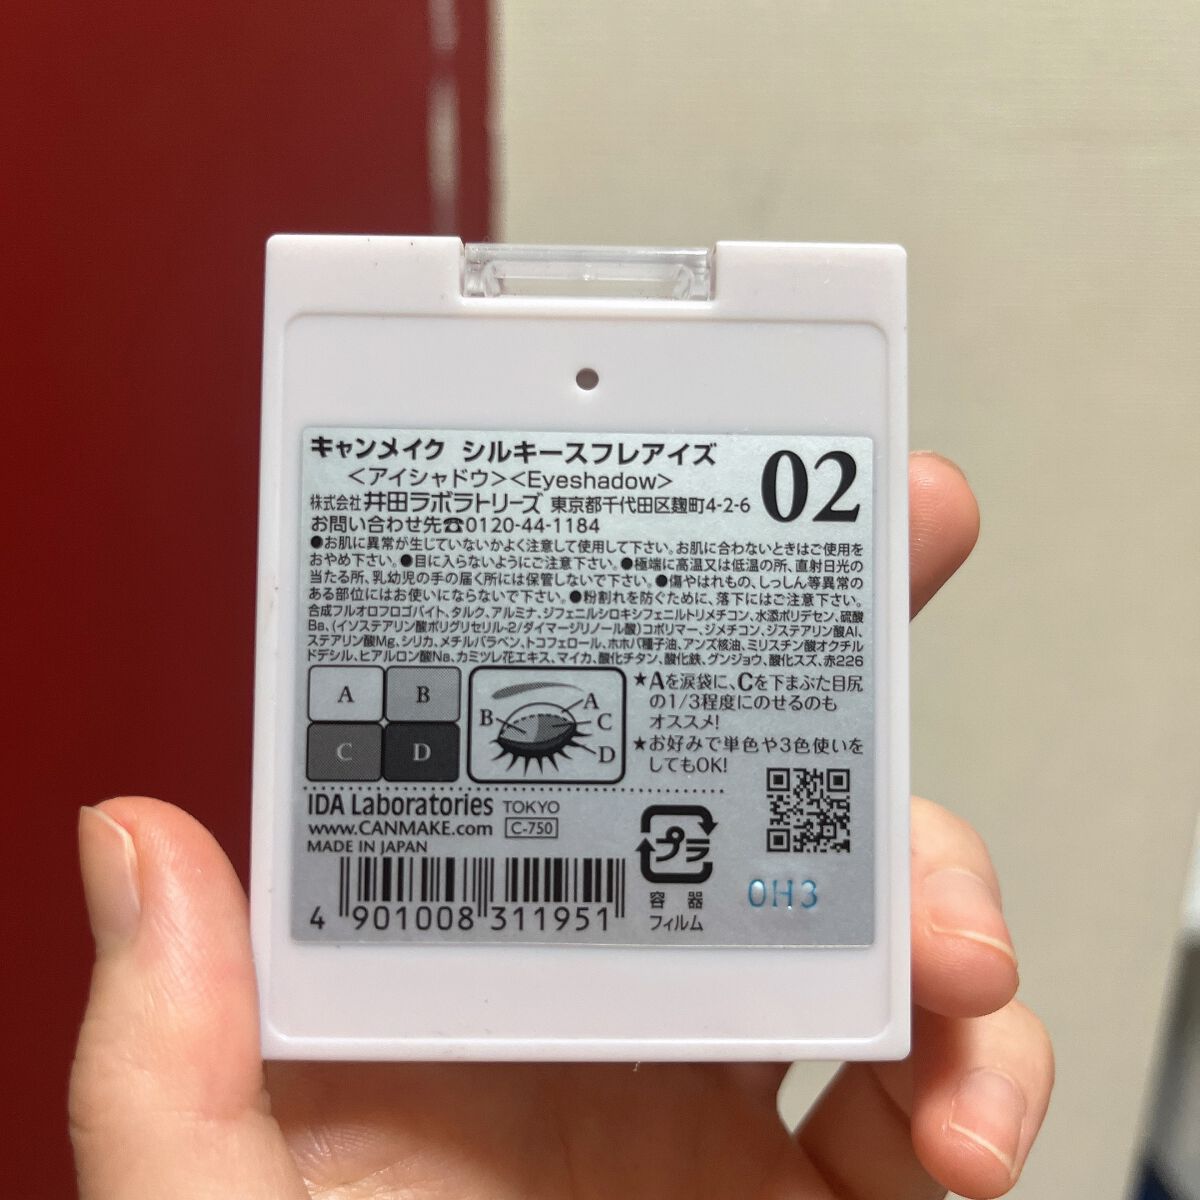 キャンメイク シルキースフレアイズ
<アイシャドウ><Eyeshadow>
02
株式会社 井田ラボラトリーズ 東京都千代田区麹町4-2-6
お問い合わせ先☎0120-44-1184
●お肌に異常が生じていないかよく注意して使用して下さい。お肌に合わないときはご使用を
おやめ下さい。●目に入らないようにご注意下さい。●極端に高温又は低温の所、直射日光の
当たる所、乳幼児の手の届く所には保管しないで下さい。●傷やはれもの、しっしん等異常の
ある部位にはお使いにならないで下さい。●粉割れを防ぐために、落下にはご注意下さい。
合成フルオロフロゴパイト、タルク、アルミナ、ジフェニルシロキシフェニルトリメチコン、水添ポリデセン、硫酸
Ba、(イソステアリン酸ポリグリセリル-2/ダイマージリノール酸)コポリマー、ジメチコン、ジステアリン酸Al、
ステアリン酸Mg、シリカ、メチルパラベン、トコフェロール、ホホバ種子油、アンズ核油、ミリスチン酸オクチル
ドデシル、ヒアルロン酸Na、カミツレ花エキス、マイカ、酸化チタン、酸化鉄、グンジョウ、酸化スズ、赤226
A B
C D
A
B
C
D
★Aを涙袋に、Cを下まぶた目尻
の1/3程度にのせるのも
オススメ!
★お好みで単色や3色使いを
してもOK!
IDA Laboratories TOKYO
www.CANMAKE.com C-750
MADE IN JAPAN
4 901008 311951
プラ
容器
フィルム
0H3